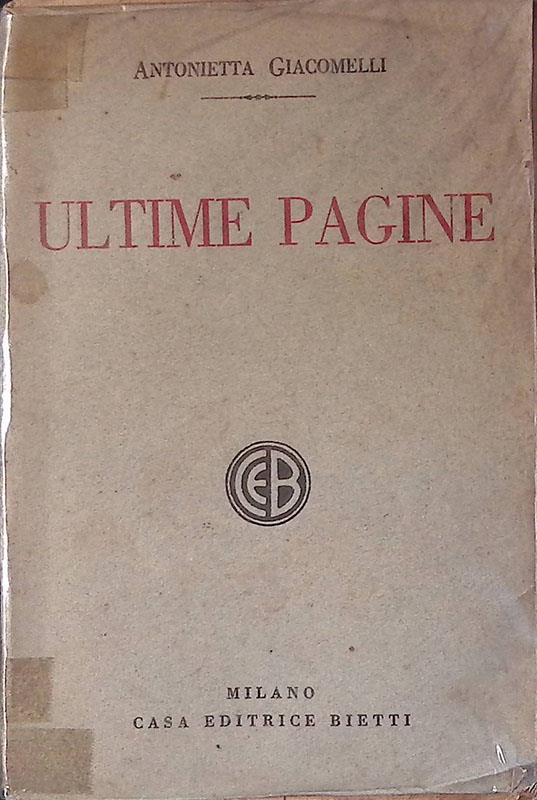 ANTONIETTA GIACOMELLI
ULTIME PAGINE
CEB
MILANO
CASA EDITRICE BIETTI